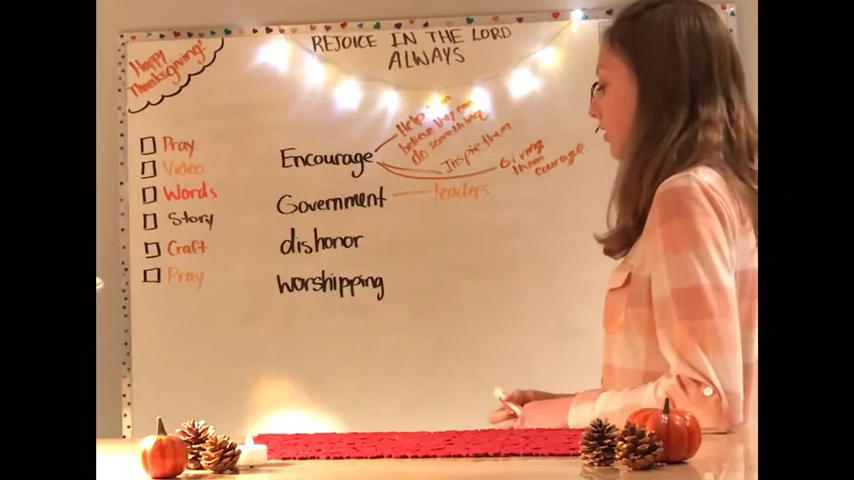 REJOICE IN THE LORD
ALWAYS
Happy
Thanksgiving!
Pray
Video
Words
Story
Craft
Pray
Encourage
Help them
believe they can
do something
Inspire them
Giving
them
courage.
Government
leaders
dishonor
worshipping